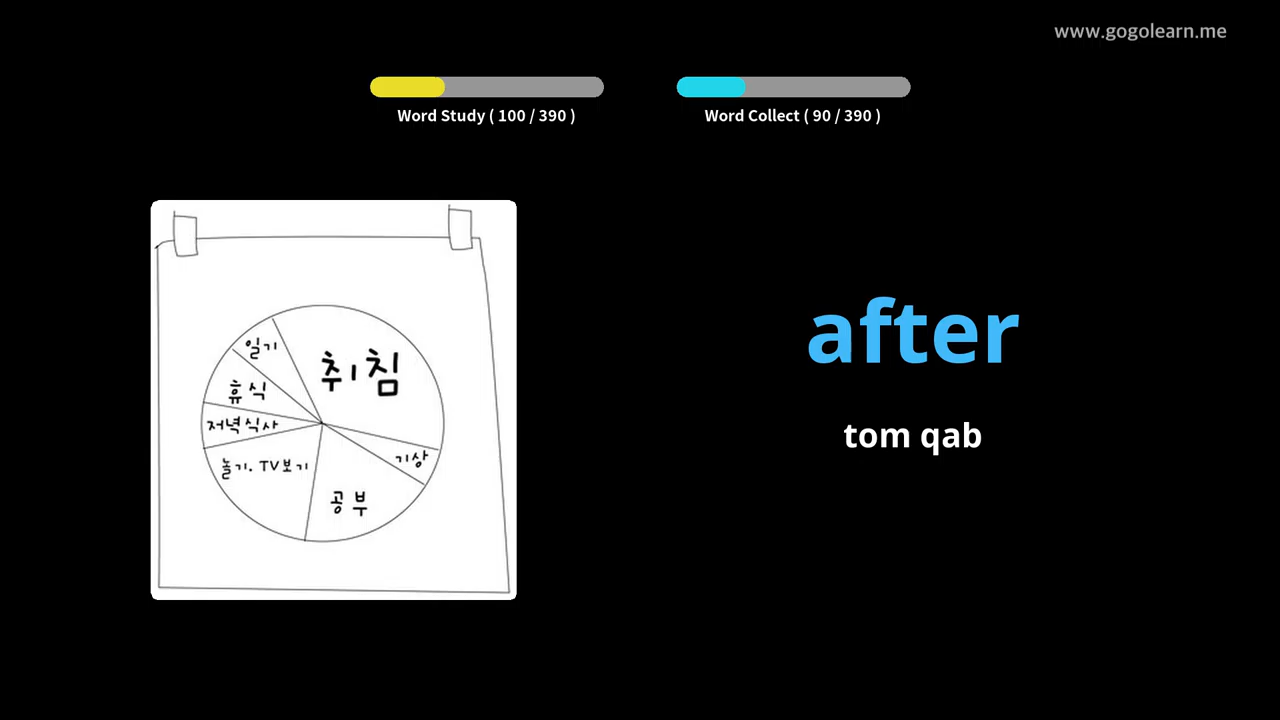 www.gogolearn.me
Word Study ( 100 / 390 )
Word Collect ( 90 / 390 )
일기
취침
휴식
저녁식사
놀기. TV보기
기상
공부
after
tom qab